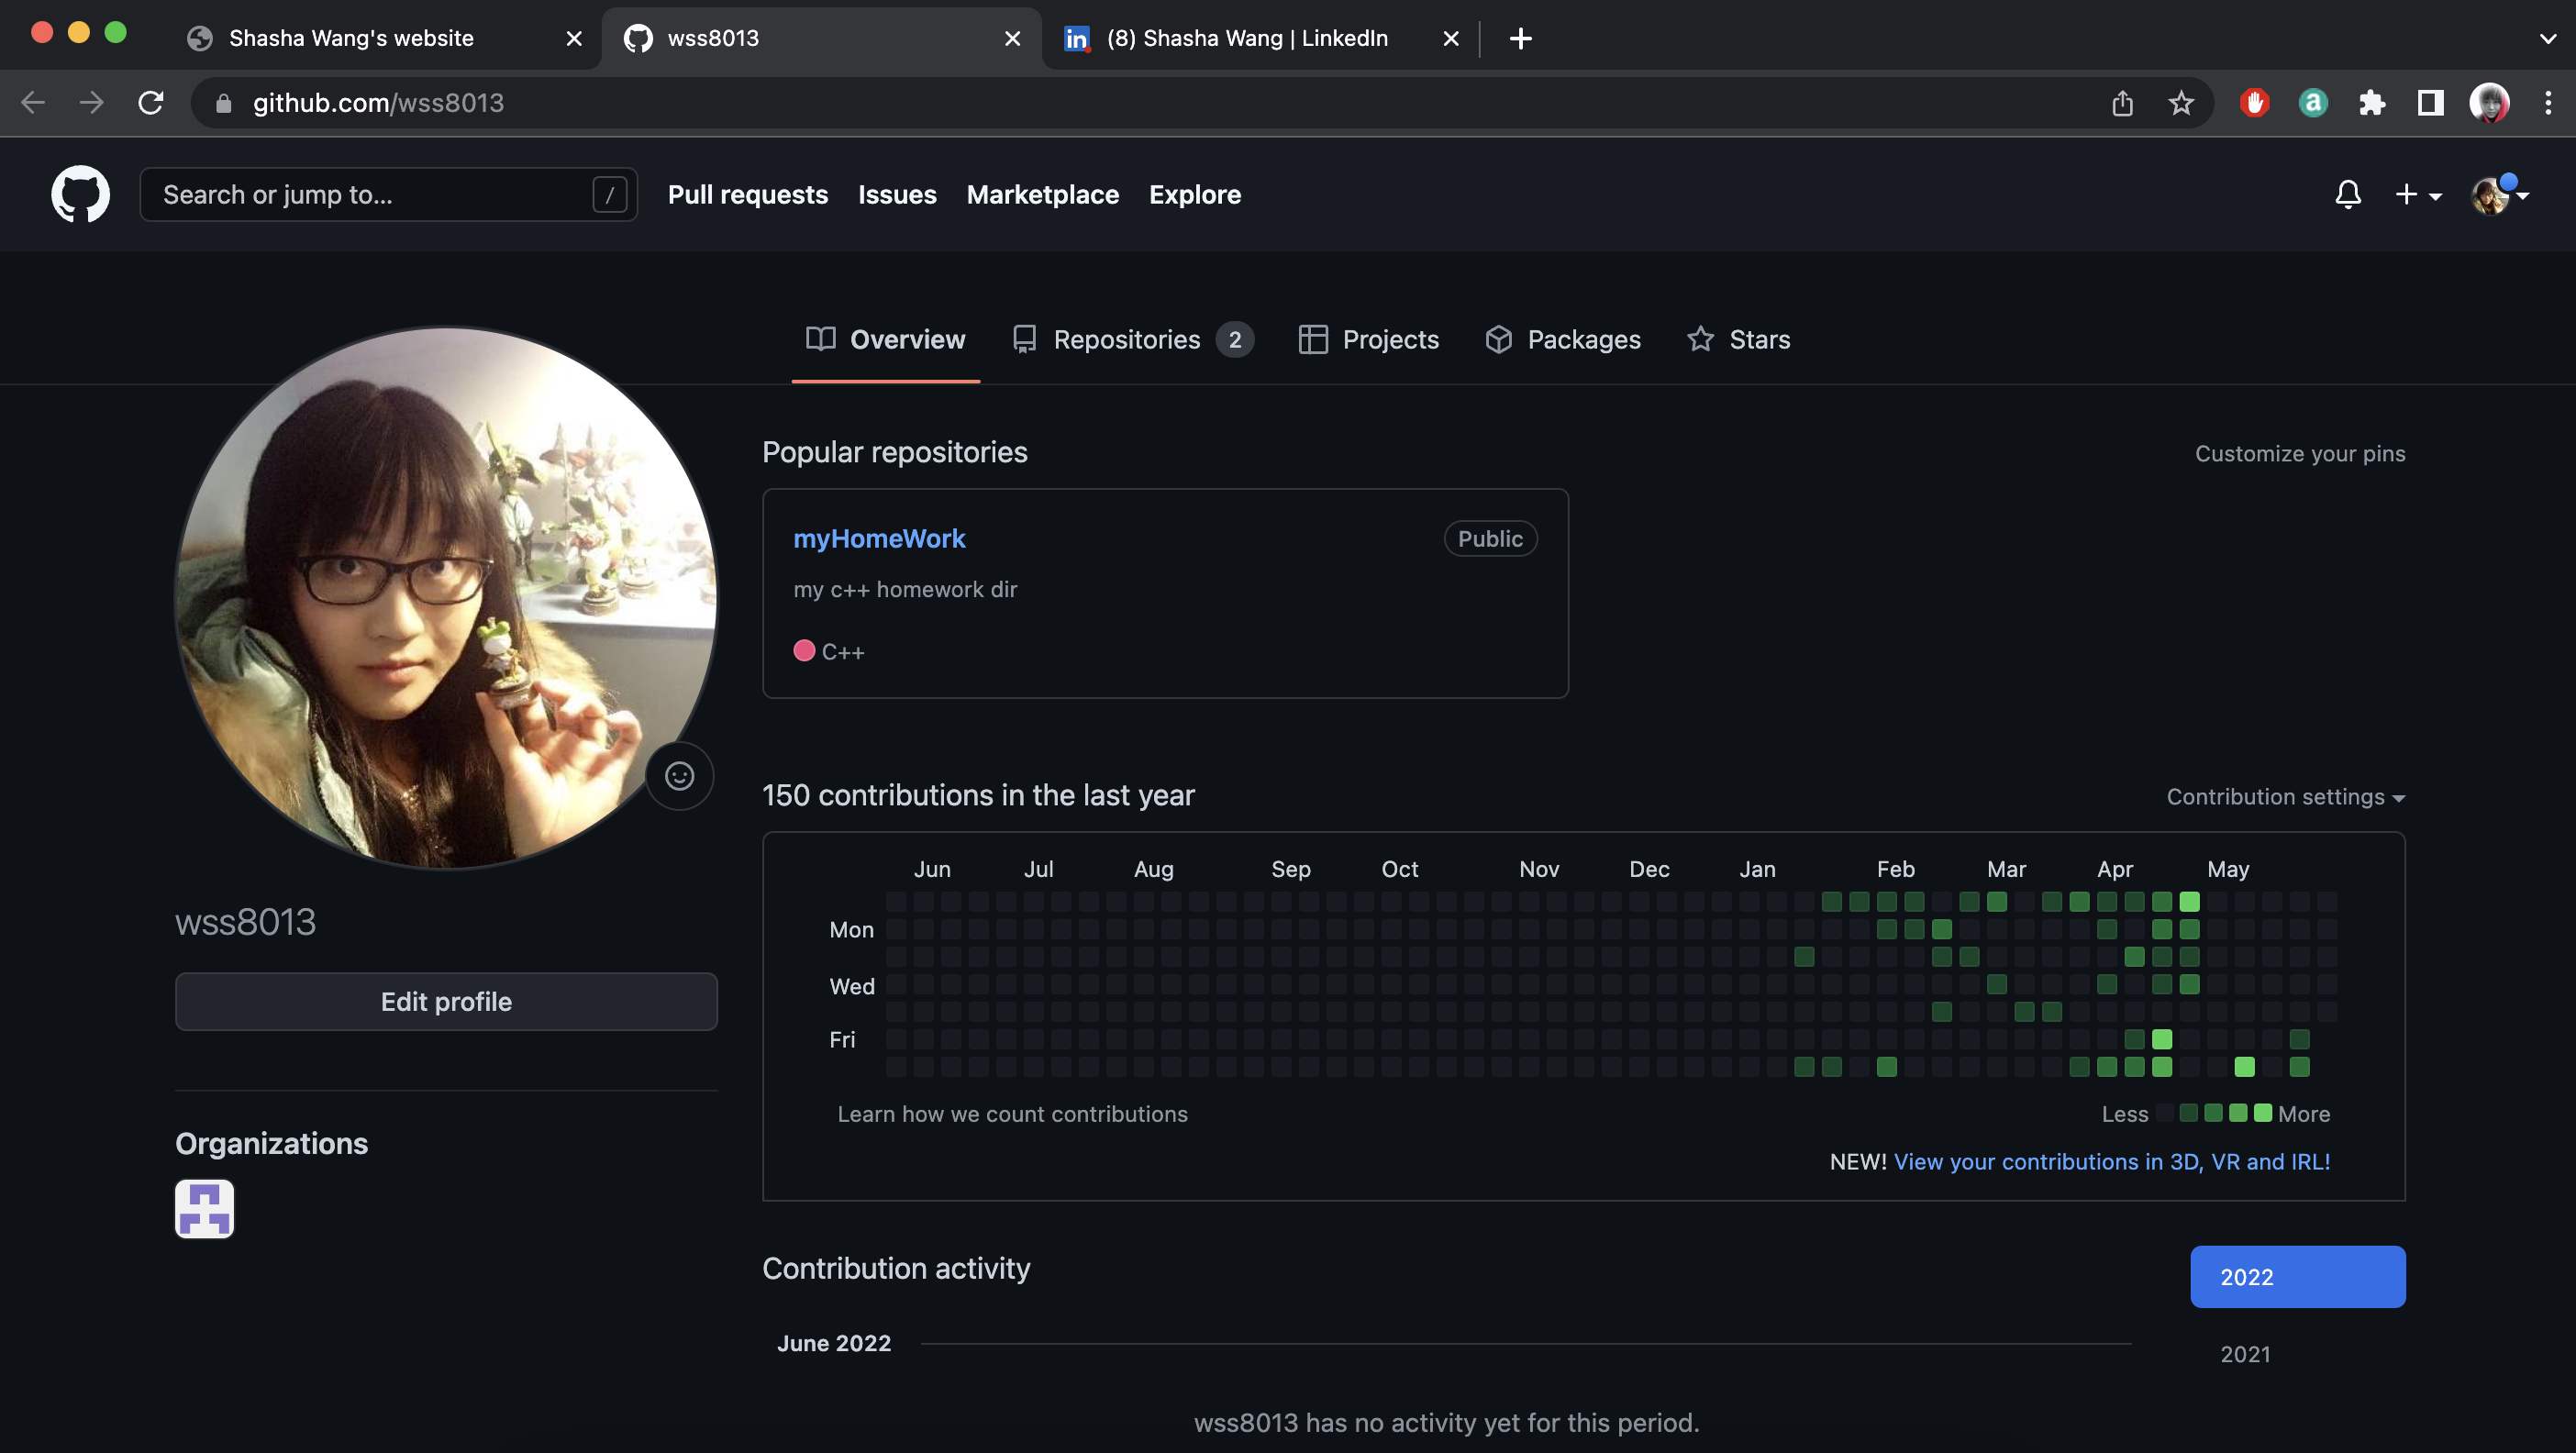 Shasha Wang's website
wss8013
(8) Shasha Wang | LinkedIn
github.com/wss8013
Search or jump to...
/
Pull requests
Issues
Marketplace
Explore
Overview
Repositories 2
Projects
Packages
Stars
Popular repositories
Customize your pins
myHomeWork
Public
my c++ homework dir
C++
150 contributions in the last year
Contribution settings
Jun Jul Aug Sep Oct Nov Dec Jan Feb Mar Apr May
Mon
Wed
Fri
Learn how we count contributions
Less More
NEW! View your contributions in 3D, VR and IRL!
wss8013
Edit profile
Organizations
Contribution activity
2022
2021
June 2022
wss8013 has no activity yet for this period.